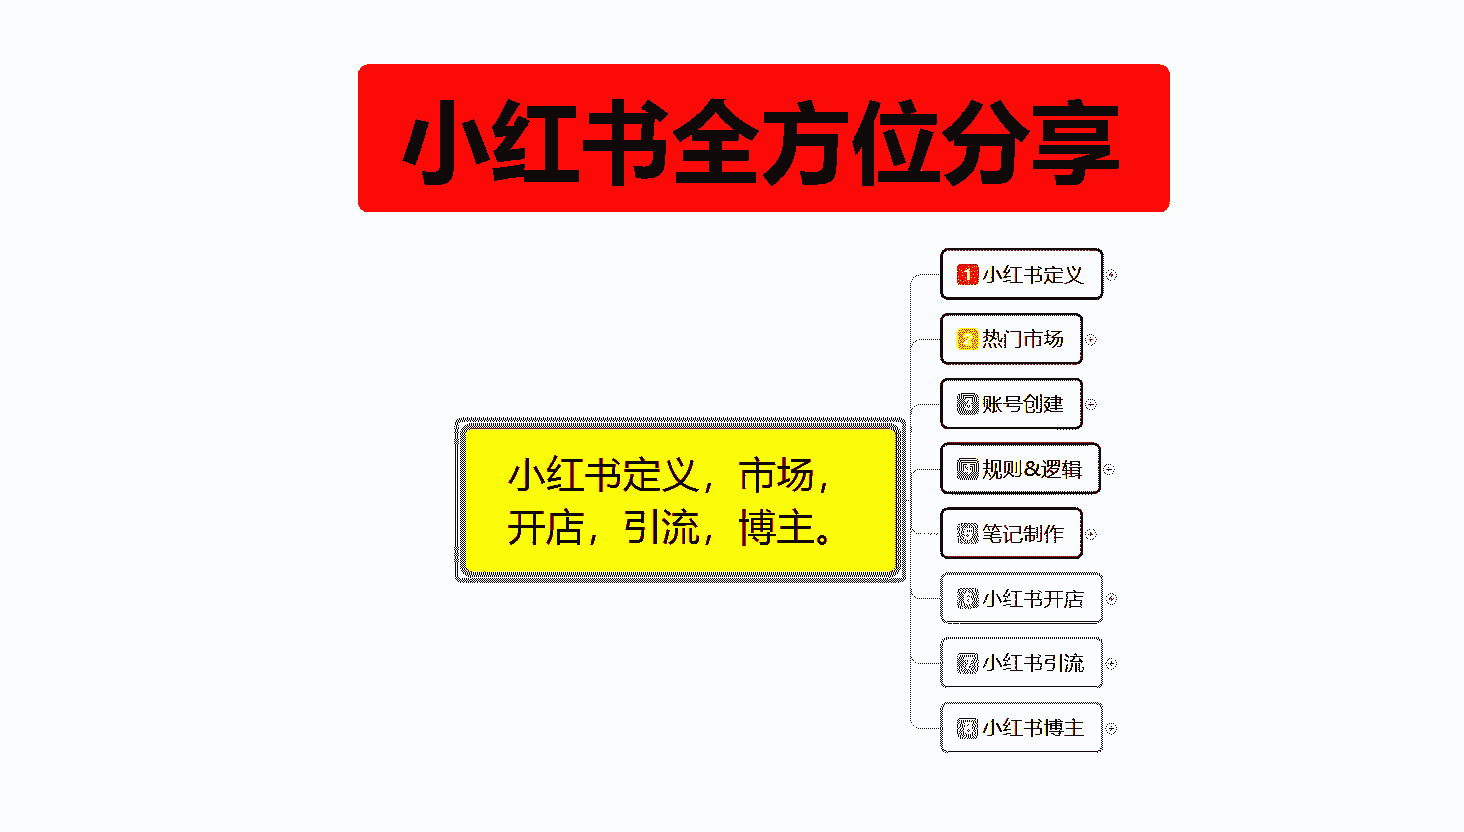 小红书全方位分享
小红书定义，市场，
开店，引流，博主。
1 小红书定义
2 热门市场
3 账号创建
4 规则&逻辑
5 笔记制作
6 小红书开店
7 小红书引流
8 小红书博主